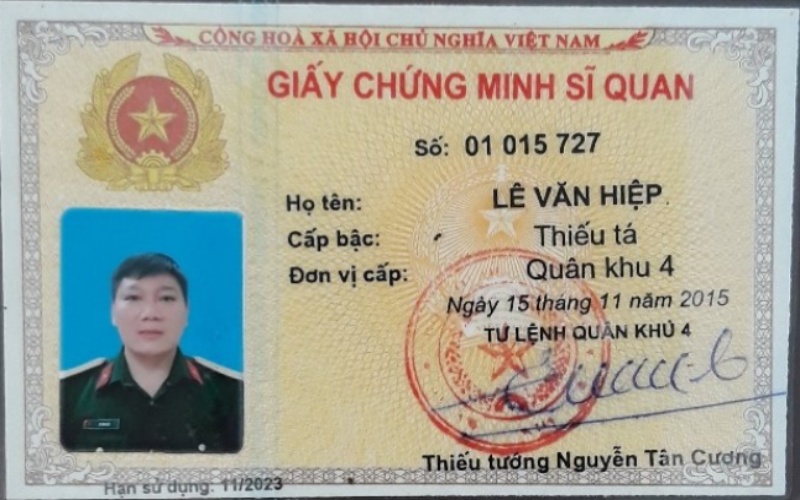 CỘNG HOÀ XÃ HỘI CHỦ NGHĨA VIỆT NAM
GIẤY CHỨNG MINH SĨ QUAN
Số: 01 015 727
Họ tên: LÊ VĂN HIỆP
Cấp bậc: Thiếu tá
Đơn vị cấp: Quân khu 4
Ngày 15 tháng 11 năm 2015
TƯ LỆNH QUÂN KHU 4
Thiếu tướng Nguyễn Tân Cương
Hạn sử dụng: 11/2023